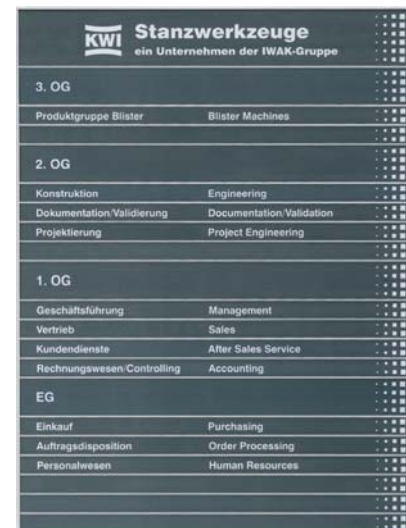 KWI Stanzwerkzeuge
ein Unternehmen der IWAK-Gruppe
3. OG
Produktgruppe Blister Blister Machines
2. OG
Konstruktion Engineering
Dokumentation/Validierung Documentation/Validation
Projektierung Project Engineering
1. OG
Geschäftsführung Management
Vertrieb Sales
Kundendienste After Sales Service
Rechnungswesen/Controlling Accounting
EG
Einkauf Purchasing
Auftragsdisposition Order Processing
Personalwesen Human Resources